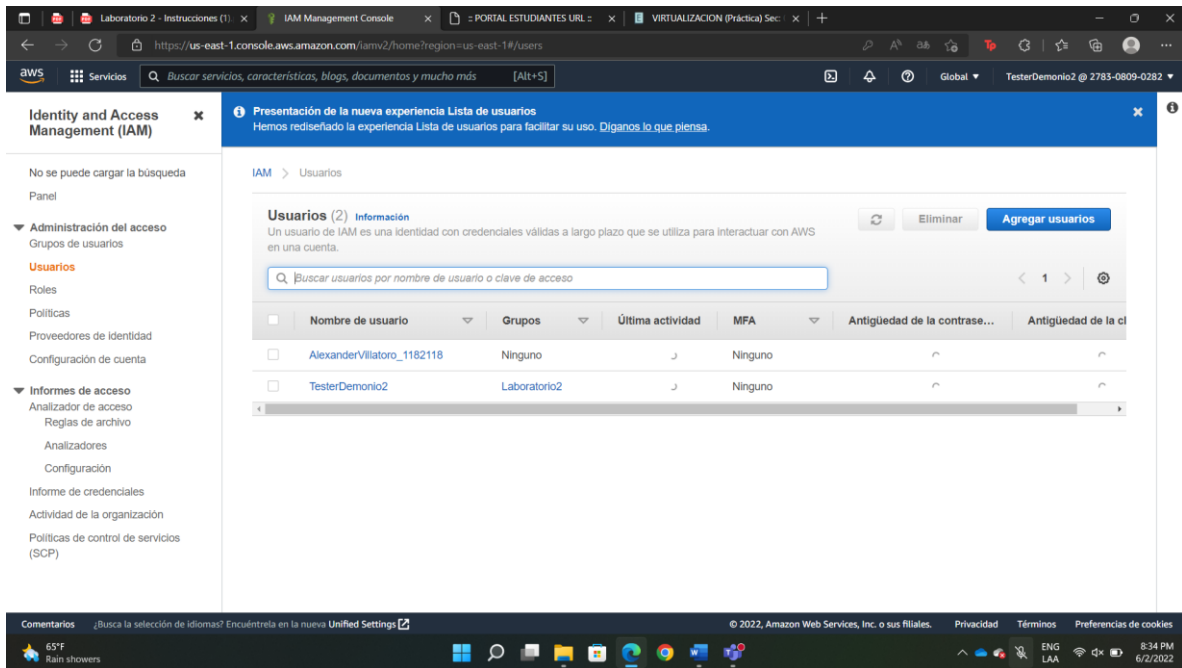 Laboratorio 2 - Instrucciones (1)
IAM Management Console
:: PORTAL ESTUDIANTES URL ::
VIRTUALIZACION (Práctica) Sec:
https://us-east-1.console.aws.amazon.com/iamv2/home?region=us-east-1#/users
aws
Servicios
Buscar servicios, características, blogs, documentos y mucho más
[Alt+S]
Global
TesterDemonio2 @ 2783-0809-0282
Identity and Access
Management (IAM)
No se puede cargar la búsqueda
Panel
Administración del acceso
Grupos de usuarios
Usuarios
Roles
Políticas
Proveedores de identidad
Configuración de cuenta
Informes de acceso
Analizador de acceso
Reglas de archivo
Analizadores
Configuración
Informe de credenciales
Actividad de la organización
Políticas de control de servicios
(SCP)
Presentación de la nueva experiencia Lista de usuarios
Hemos rediseñado la experiencia Lista de usuarios para facilitar su uso. Díganos lo que piensa.
IAM > Usuarios
Usuarios (2) Información
Un usuario de IAM es una identidad con credenciales válidas a largo plazo que se utiliza para interactuar con AWS
en una cuenta.
Eliminar
Agregar usuarios
Buscar usuarios por nombre de usuario o clave de acceso
1
Nombre de usuario Grupos Última actividad MFA Antigüedad de la contrase... Antigüedad de la cl
AlexanderVillatoro_1182118 Ninguno Ninguno
TesterDemonio2 Laboratorio2 Ninguno
Comentarios ¿Busca la selección de idiomas? Encuéntrela en la nueva Unified Settings
© 2022, Amazon Web Services, Inc. o sus filiales. Privacidad Términos Preferencias de cookies
65°F
Rain showers
ENG
LAA
8:34 PM
6/2/2022